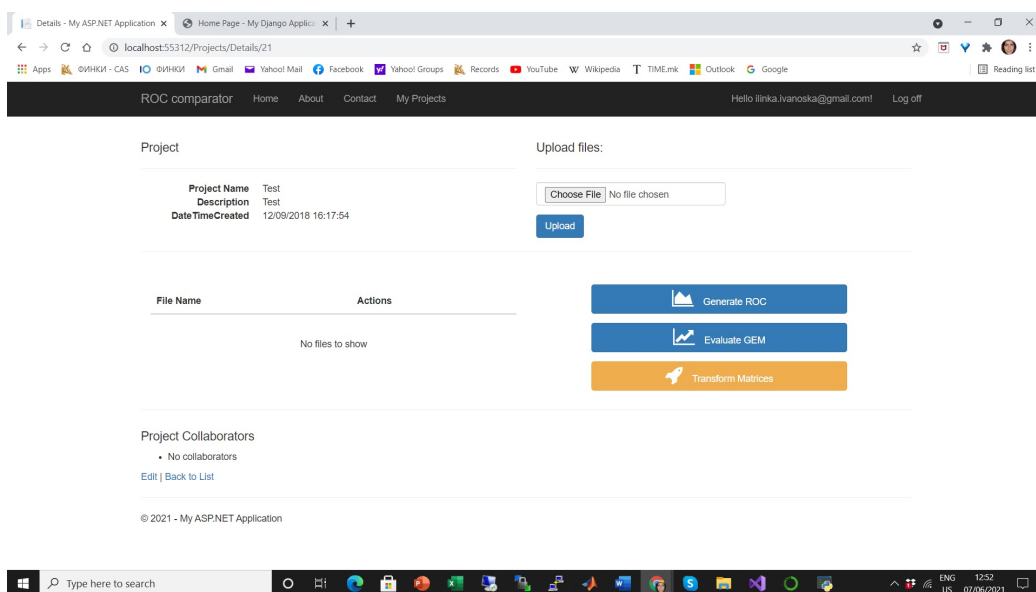 Details - My ASP.NET Application
Home Page - My Django Applica
localhost:55312/Projects/Details/21
Apps ФИНКИ - CAS ФИНКИ Gmail Yahoo! Mail Facebook Yahoo! Groups Records YouTube Wikipedia TIME.mk Outlook Google Reading list
ROC comparator Home About Contact My Projects Hello ilinka.ivanoska@gmail.com! Log off
Project
Project Name Test
Description Test
DateTimeCreated 12/09/2018 16:17:54
Upload files:
Choose File No file chosen
Upload
File Name Actions
No files to show
Generate ROC
Evaluate GEM
Transform Matrices
Project Collaborators
• No collaborators
Edit | Back to List
© 2021 - My ASP.NET Application
Type here to search
ENG 12:52
US 07/06/2021